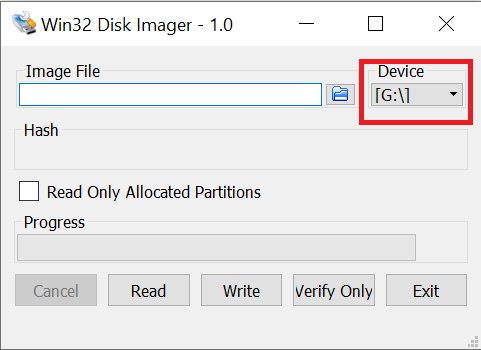 Win32 Disk Imager - 1.0
Image File
Device
[G:\]
Hash
Read Only Allocated Partitions
Progress
Cancel Read Write Verify Only Exit